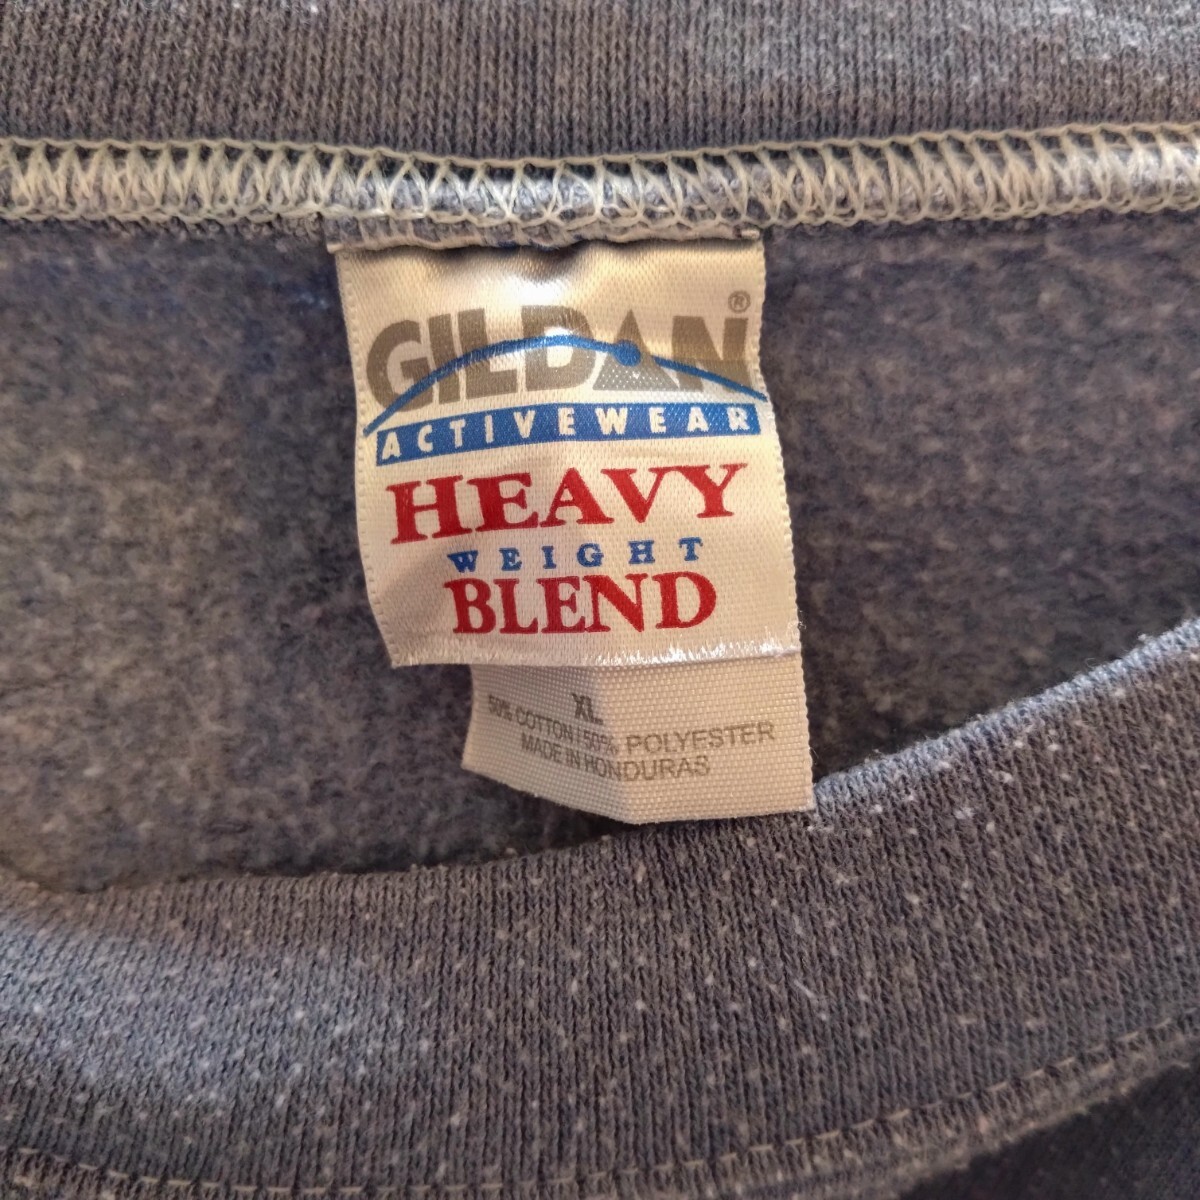 GILDAN®
ACTIVEWEAR
HEAVY
WEIGHT
BLEND
XL
50% COTTON/50% POLYESTER
MADE IN HONDURAS